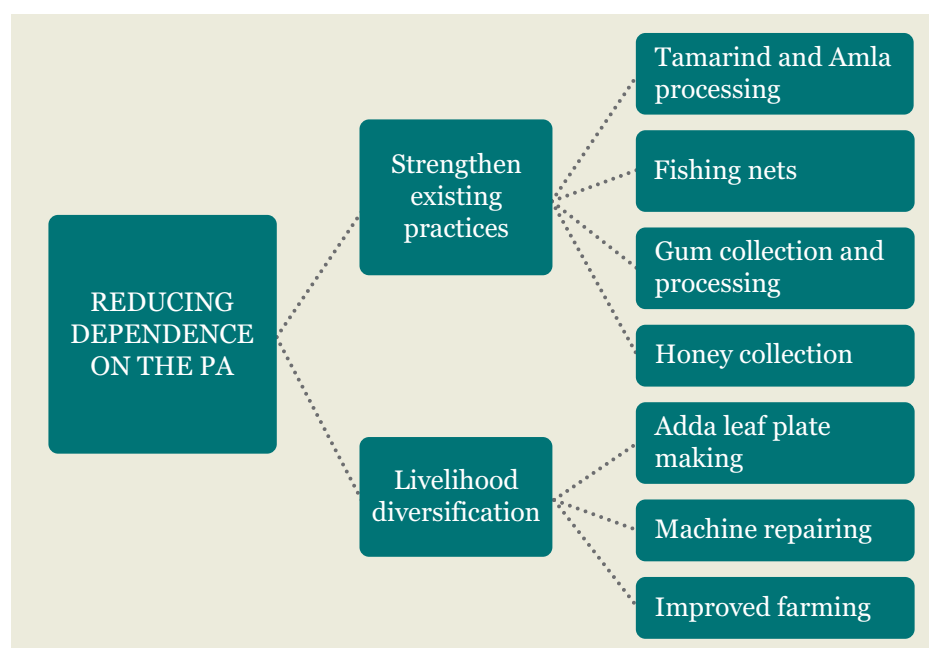 REDUCING
DEPENDENCE
ON THE PA
Strengthen
existing
practices
Tamarind and Amla
processing
Fishing nets
Gum collection and
processing
Honey collection
Livelihood
diversification
Adda leaf plate
making
Machine repairing
Improved farming